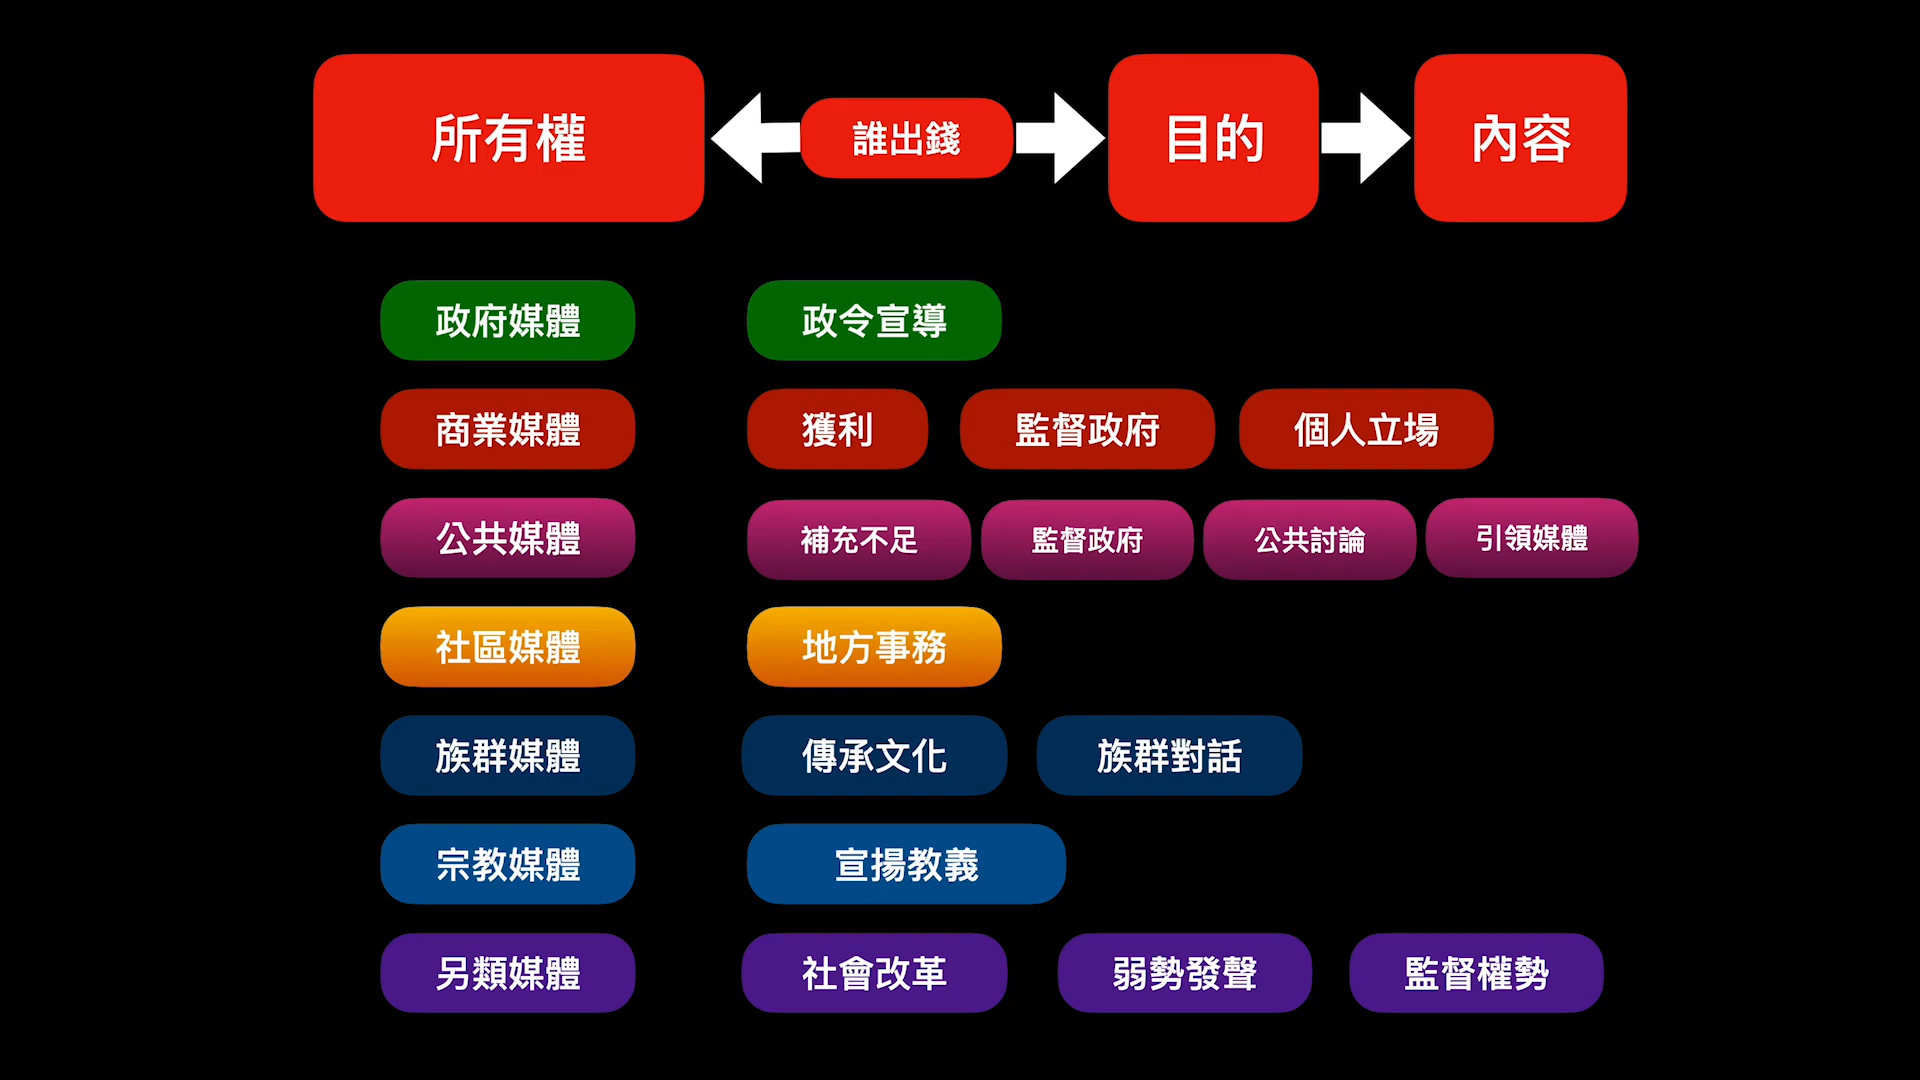 所有權
誰出錢
目的
內容
政府媒體
政令宣導
商業媒體
獲利
監督政府
個人立場
公共媒體
補充不足
監督政府
公共討論
引領媒體
社區媒體
地方事務
族群媒體
傳承文化
族群對話
宗教媒體
宣揚教義
另類媒體
社會改革
弱勢發聲
監督權勢